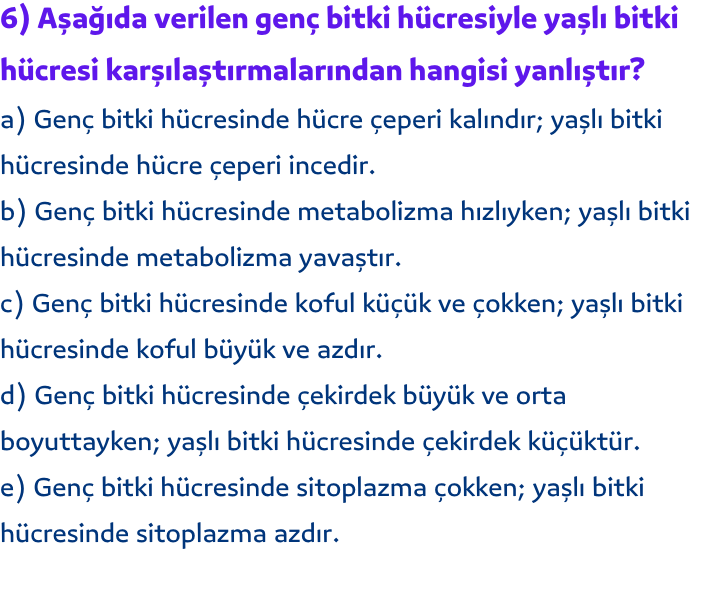 6) Aşağıda verilen genç bitki hücresiyle yaşlı bitki
hücresi karşılaştırmalarından hangisi yanlıştır?
a) Genç bitki hücresinde hücre çeperi kalındır; yaşlı bitki
hücresinde hücre çeperi incedir.
b) Genç bitki hücresinde metabolizma hızlıyken; yaşlı bitki
hücresinde metabolizma yavaştır.
c) Genç bitki hücresinde koful küçük ve çokken; yaşlı bitki
hücresinde koful büyük ve azdır.
d) Genç bitki hücresinde çekirdek büyük ve orta
boyuttayken; yaşlı bitki hücresinde çekirdek küçüktür.
e) Genç bitki hücresinde sitoplazma çokken; yaşlı bitki
hücresinde sitoplazma azdır.